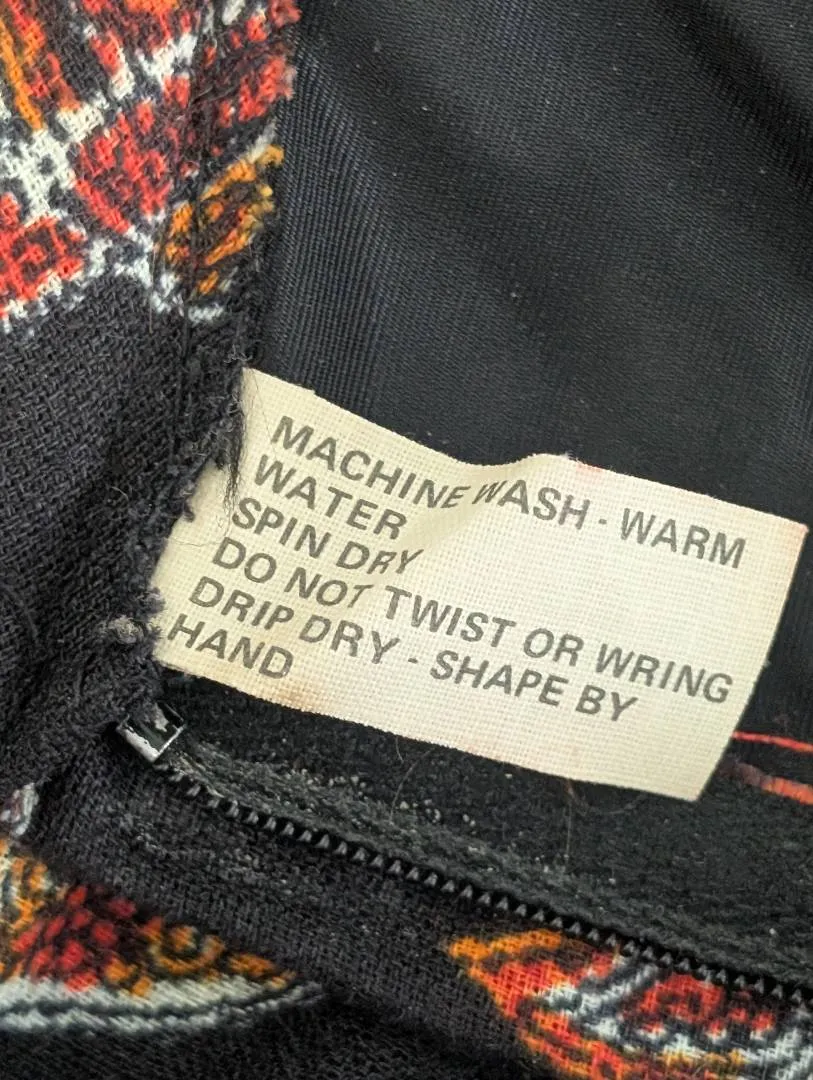 MACHINE WASH - WARM
WATER
SPIN DRY
DO NOT TWIST OR WRING
DRIP DRY - SHAPE BY
HAND